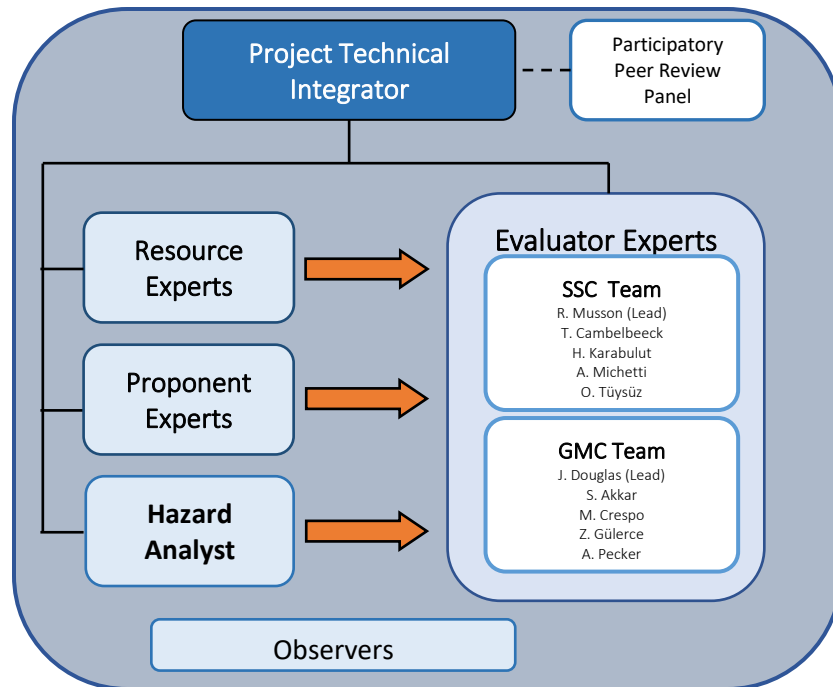 Project Technical
Integrator
Participatory
Peer Review
Panel
Resource
Experts
Proponent
Experts
Hazard
Analyst
Evaluator Experts
SSC Team
R. Musson (Lead)
T. Cambelbeeck
H. Karabulut
A. Michetti
O. Tüysüz
GMC Team
J. Douglas (Lead)
S. Akkar
M. Crespo
Z. Gülerce
A. Pecker
Observers